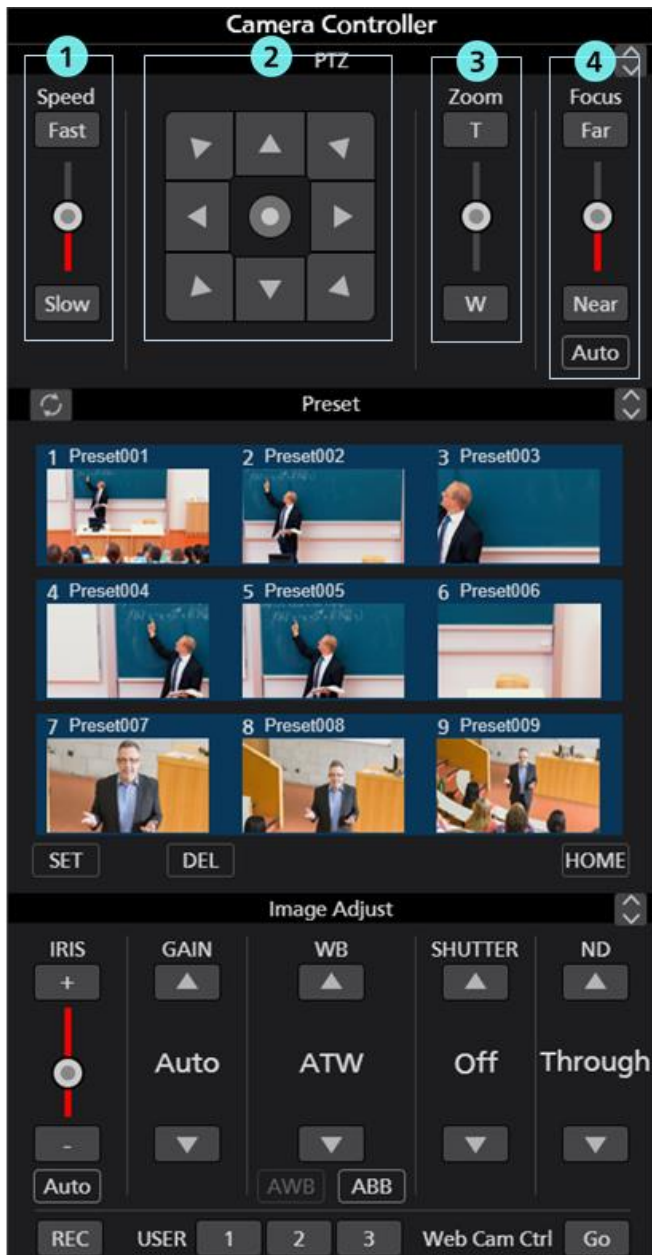 Camera Controller
1 2 PTZ 3 4
Speed Zoom Focus
Fast T Far
Slow W Near
Auto
Preset
1 Preset001 2 Preset002 3 Preset003
4 Preset004 5 Preset005 6 Preset006
7 Preset007 8 Preset008 9 Preset009
SET DEL HOME
Image Adjust
IRIS GAIN WB SHUTTER ND
+
Auto ATW Off Through
-
Auto AWB ABB
REC USER 1 2 3 Web Cam Ctrl Go